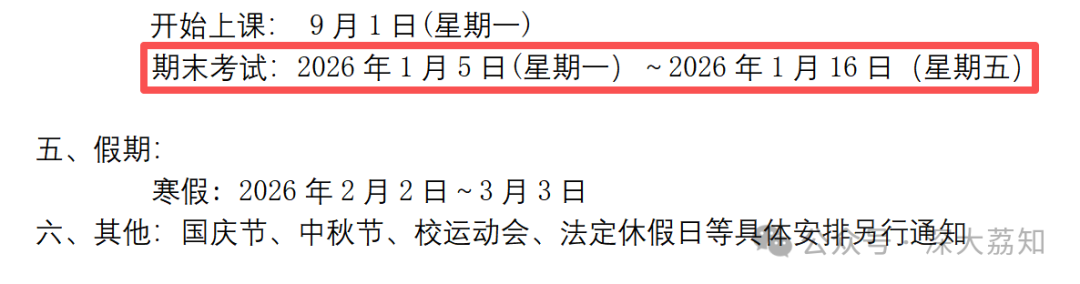 开始上课： 9 月 1 日(星期一)
期末考试：2026 年 1 月 5 日(星期一) ~2026 年 1 月 16 日 (星期五)
五、假期：
寒假：2026 年 2 月 2 日~3 月 3 日
六、其他：国庆节、中秋节、校运动会、法定休假日等具体安排另行通知
公众号·深大荔知